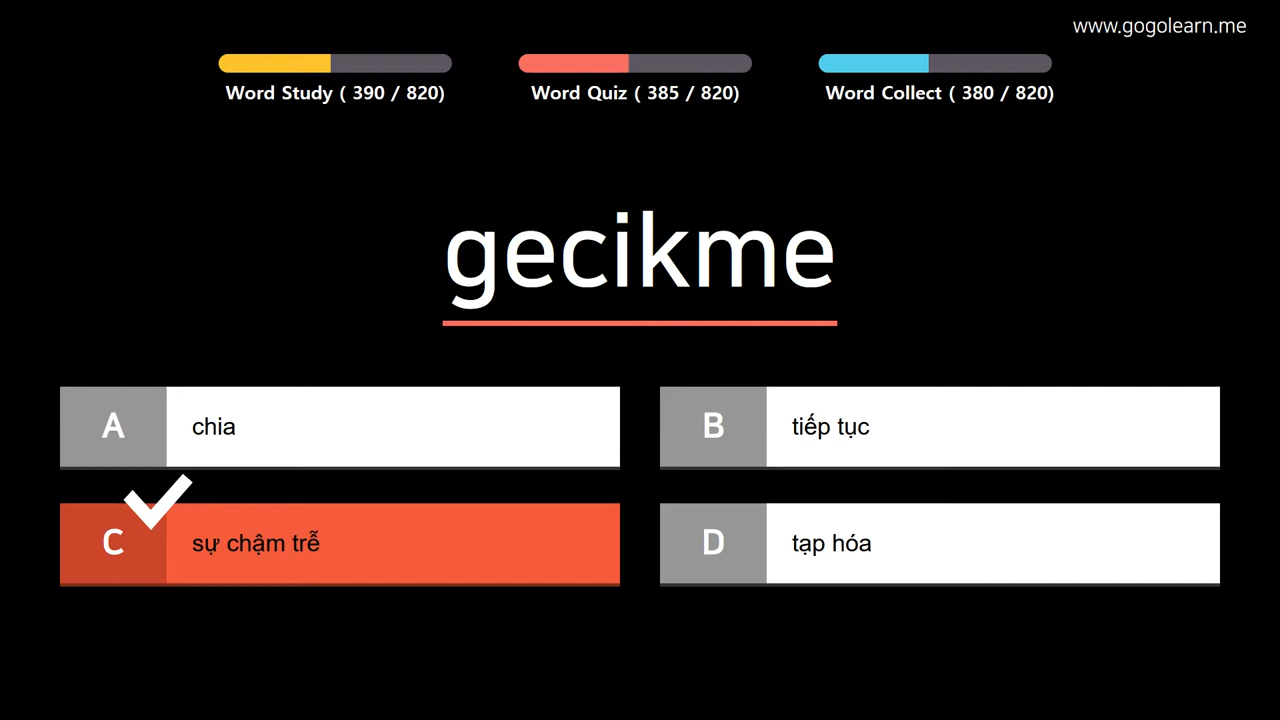 www.gogolearn.me
Word Study ( 390 / 820)
Word Quiz ( 385 / 820)
Word Collect ( 380 / 820)
gecikme
A
chia
B
tiếp tục
C
sự chậm trễ
D
tạp hóa